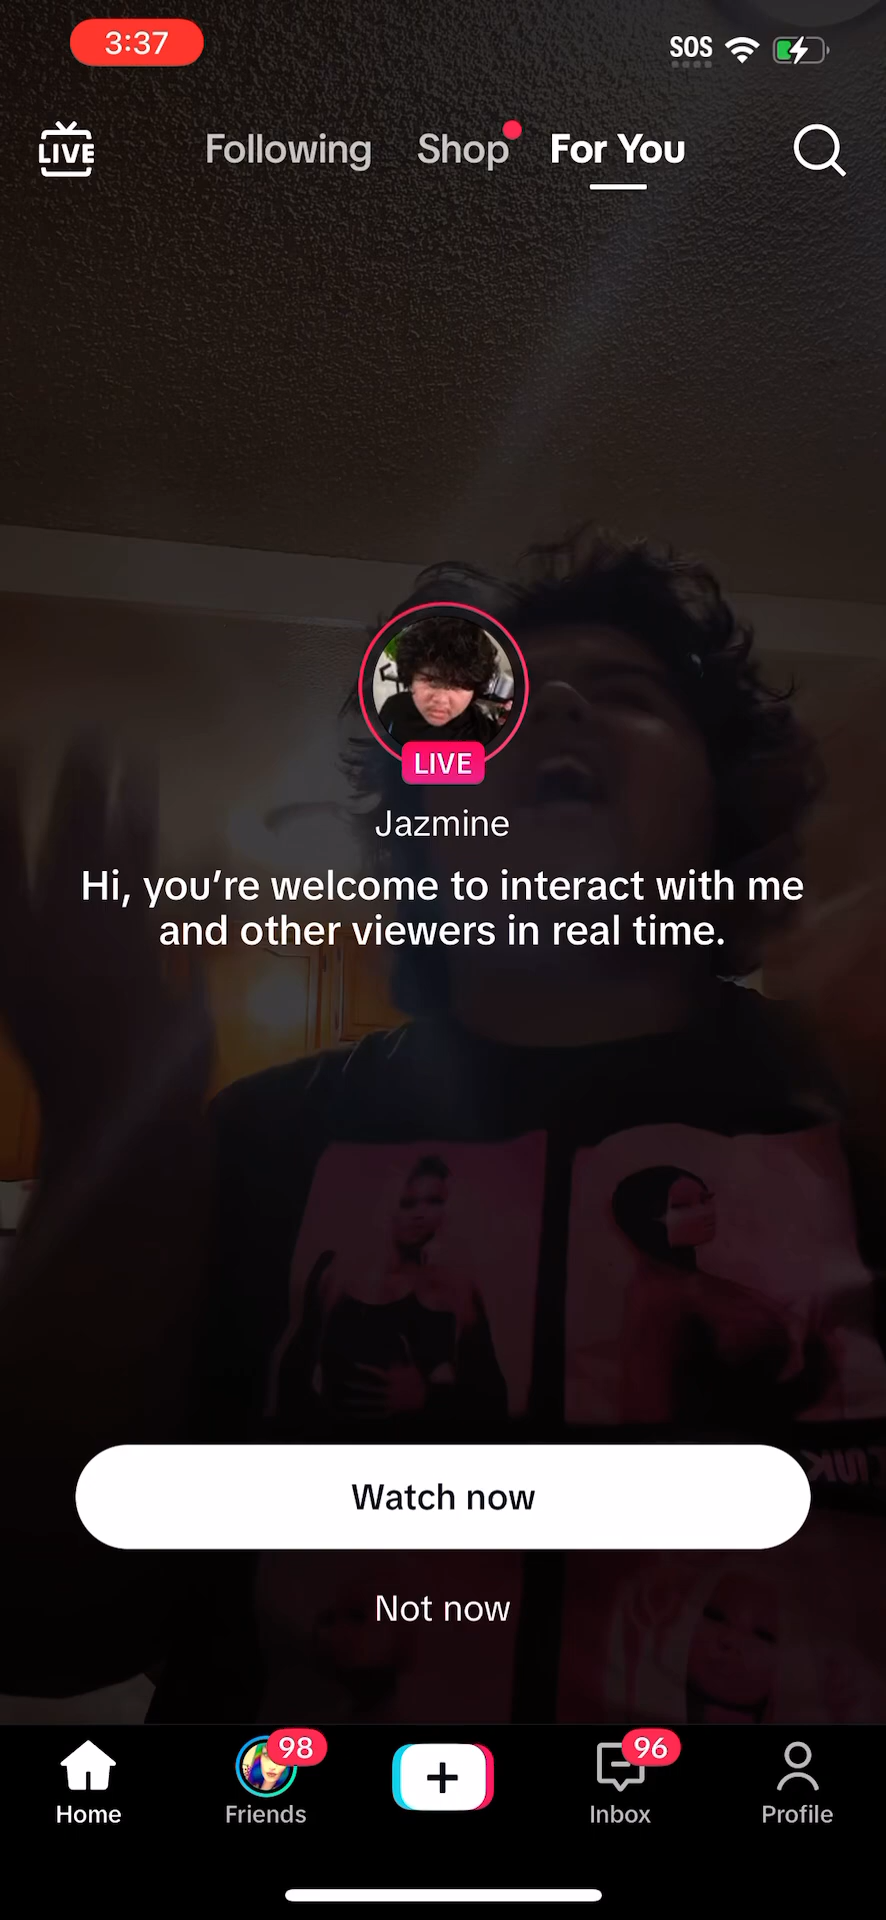 3:37
SOS
LIVE
Following
Shop
For You
LIVE
Jazmine
Hi, you’re welcome to interact with me
and other viewers in real time.
Watch now
Not now
98
96
Home
Friends
Inbox
Profile